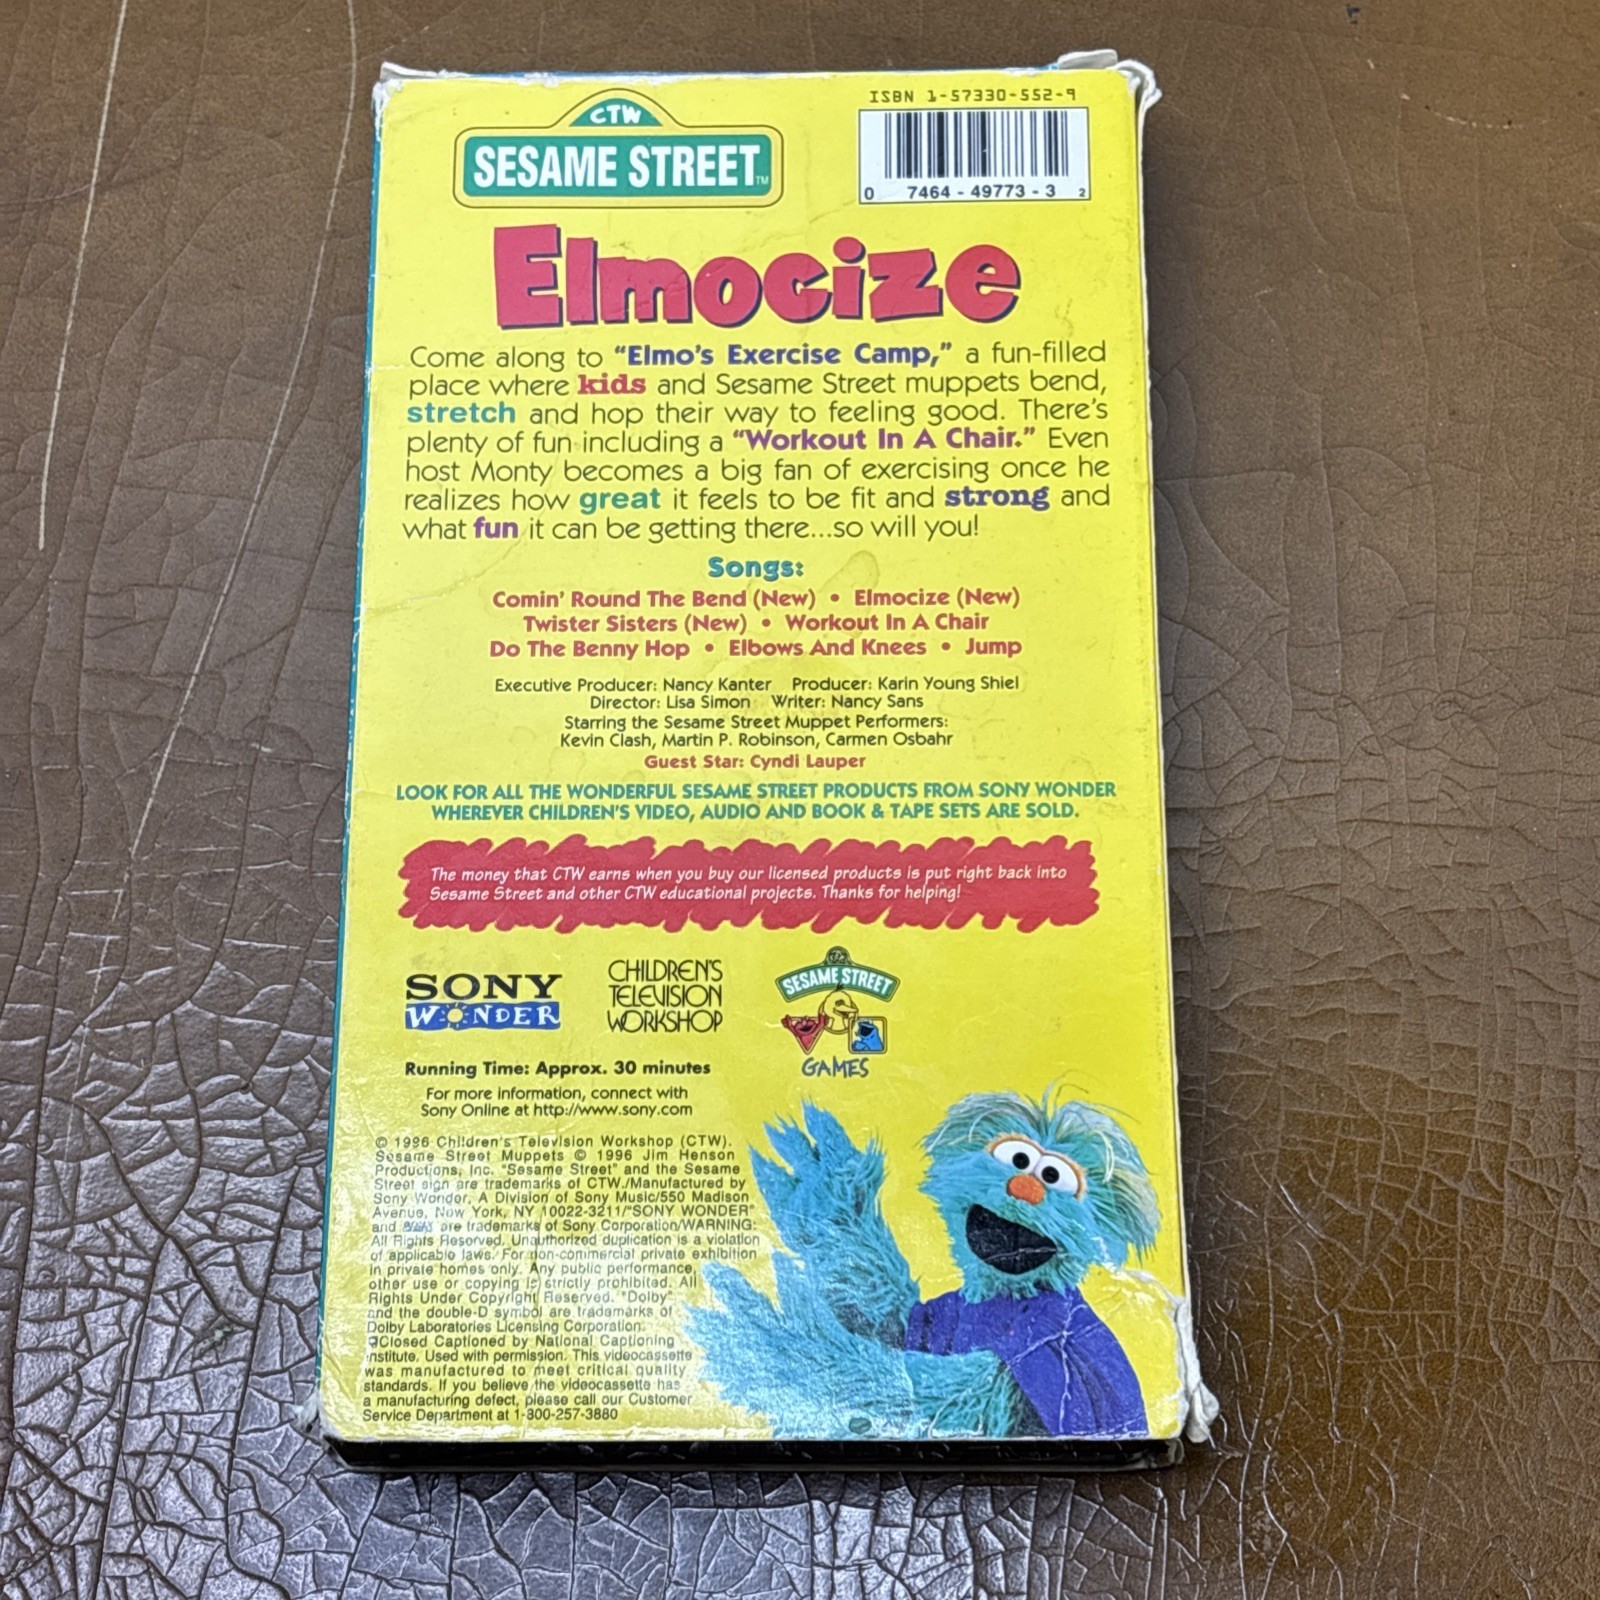 CTW
SESAME STREET™
ISBN 1-57330-552-9
0 7464-49773-3 2
Elmocize
Come along to “Elmo’s Exercise Camp,” a fun-filled
place where kids and Sesame Street muppets bend,
stretch and hop their way to feeling good. There’s
plenty of fun including a “Workout In A Chair.” Even
host Monty becomes a big fan of exercising once he
realizes how great it feels to be fit and strong and
what fun it can be getting there...so will you!
Songs:
Comin’ Round The Bend (New) • Elmocize (New)
Twister Sisters (New) • Workout In A Chair
Do The Benny Hop • Elbows And Knees • Jump
Executive Producer: Nancy Kanter Producer: Karin Young Shiel
Director: Lisa Simon Writer: Nancy Sans
Starring the Sesame Street Muppet Performers:
Kevin Clash, Martin P. Robinson, Carmen Osbahr
Guest Star: Cyndi Lauper
LOOK FOR ALL THE WONDERFUL SESAME STREET PRODUCTS FROM SONY WONDER
WHEREVER CHILDREN’S VIDEO, AUDIO AND BOOK & TAPE SETS ARE SOLD.
The money that CTW earns when you buy our licensed products is put right back into
Sesame Street and other CTW educational projects. Thanks for helping!
SONY
WONDER
CHILDREN'S
TELEVISION
WORKSHOP
SESAME STREET
GAMES
Running Time: Approx. 30 minutes
For more information, connect with
Sony Online at http://www.sony.com
© 1996 Children's Television Workshop (CTW).
Sesame Street Muppets © 1996 Jim Henson
Productions, Inc. "Sesame Street" and the Sesame
Street sign are trademarks of CTW./Manufactured by
Sony Wonder, A Division of Sony Music/550 Madison
Avenue, New York, NY 10022-3211/"SONY WONDER"
and are trademarks of Sony Corporation/WARNING:
All Rights Reserved. Unauthorized duplication is a violation
of applicable laws. For non-commercial private exhibition
in private homes only. Any public performance,
other use or copying is strictly prohibited. All
Rights Under Copyright Reserved. "Dolby"
and the double-D symbol are trademarks of
Dolby Laboratories Licensing Corporation.
Closed Captioned by National Captioning
Institute. Used with permission. This videocassette
was manufactured to meet critical quality
standards. If you believe the videocassette has
a manufacturing defect, please call our Customer
Service Department at 1-800-257-3880